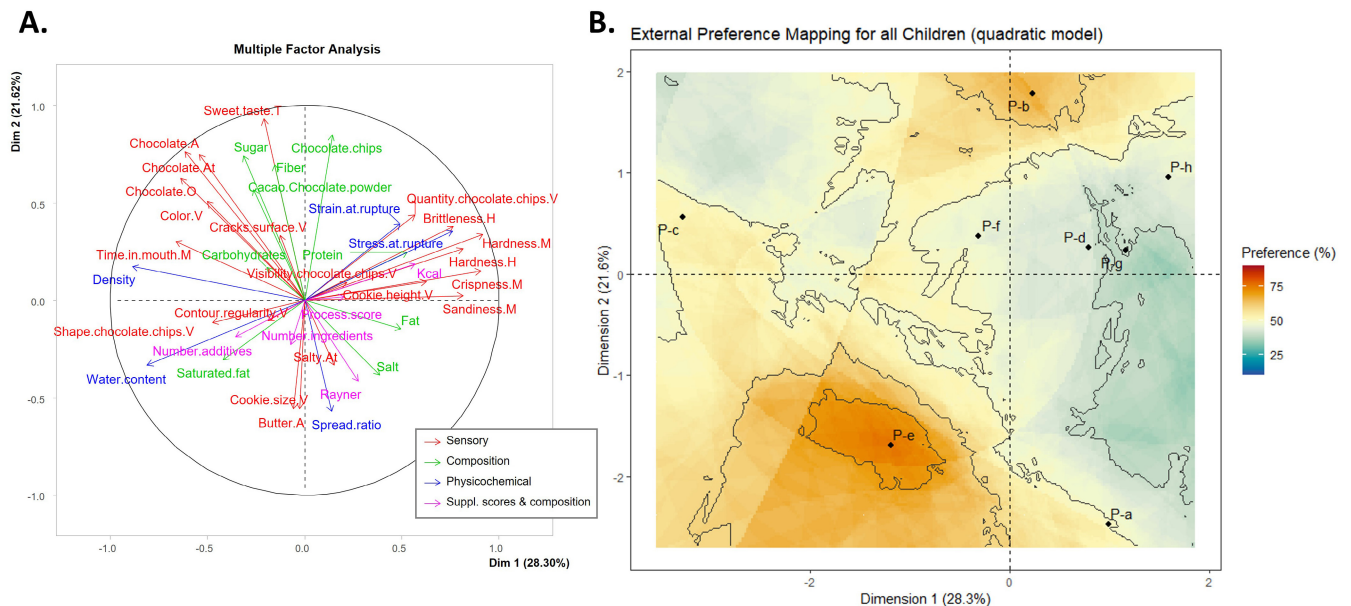 A.
Multiple Factor Analysis
Dim 2 (21.62%)
1.0
0.5
0.0
-0.5
-1.0
-1.0
-0.5
0.0
0.5
1.0
Dim 1 (28.30%)
Sweet.taste.T
Chocolate.A
Chocolate.At
Chocolate.O
Color.V
Sugar
Fiber
Chocolate.chips
Cacao.Chocolate.powder
Strain.at.rupture
Quantity.chocolate.chips.V
Brittleness.H
Cracks.surface.V
Stress.at.rupture
Hardness.M
Time.in.mouth.M
Carbohydrates
Protein
Hardness.H
Density
Visibility.chocolate.chips.V
Kcal
Crispness.M
Cookie.height.V
Sandiness.M
Contour.regularity.V
Process.score
Fat
Shape.chocolate.chips.V
Number.ingredients
Number.additives
Salty.At
Water.content
Saturated.fat
Salt
Rayner
Cookie.size.V
Butter.A
Spread.ratio
Sensory
Composition
Physicochemical
Suppl. scores & composition
B.
External Preference Mapping for all Children (quadratic model)
Dimension 2 (21.6%)
2
1
0
-1
-2
P-b
P-h
P-c
P-f
P-d
P-g
P-e
P-a
-2
0
2
Dimension 1 (28.3%)
Preference (%)
75
50
25